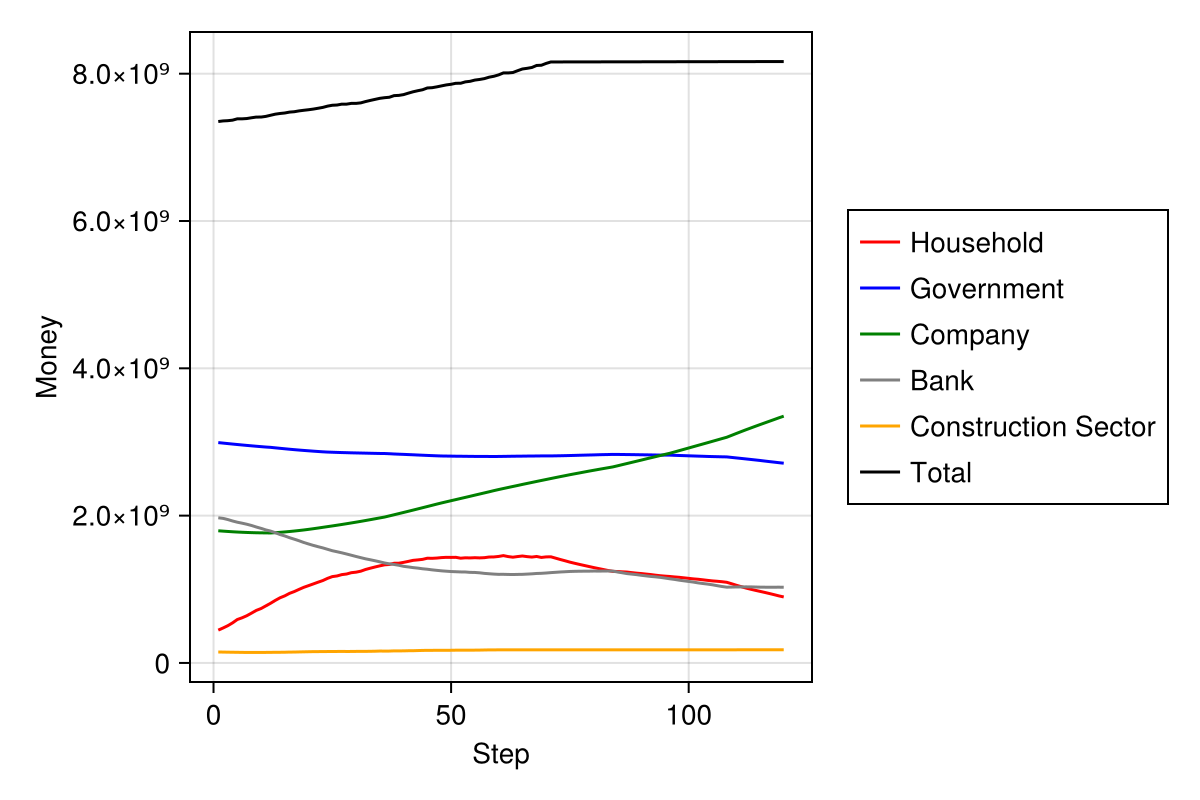 8.0×10⁹
6.0×10⁹
4.0×10⁹
2.0×10⁹
0
Money
0 50 100
Step
Household
Government
Company
Bank
Construction Sector
Total